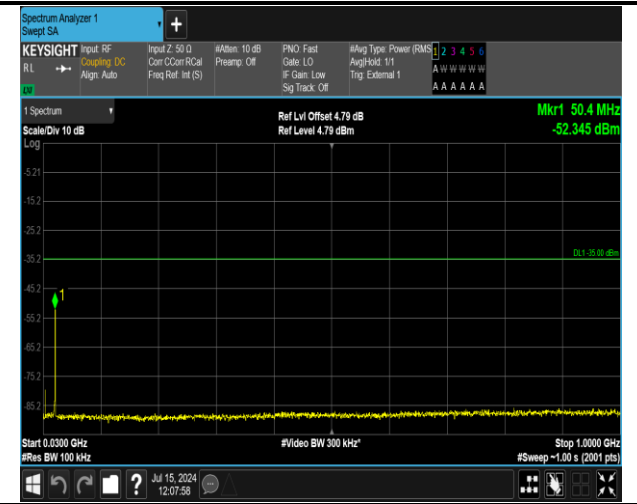 Spectrum Analyzer 1
Swept SA
+
KEYSIGHT Input: RF Input Z: 50 Ω #Atten: 10 dB PNO: Fast #Avg Type: Power (RMS 1 2 3 4 5 6
RL Coupling: DC Corr CCorr RCal Preamp: Off Gate: LO Avg|Hold: 1/1 A W W W W W
Align: Auto Freq Ref: Int (S) IF Gain: Low Trig: External 1
Sig Track: Off A A A A A A
1 Spectrum Ref Lvl Offset 4.79 dB Mkr1 50.4 MHz
Scale/Div 10 dB Ref Level 4.79 dBm -52.345 dBm
Log
-5.21
-15.2
-25.2
DL1 -35.00 dBm
-35.2
-45.2
1
-55.2
-65.2
-75.2
-85.2
Start 0.0300 GHz #Video BW 300 kHz* Stop 1.0000 GHz
#Res BW 100 kHz #Sweep ~1.00 s (2001 pts)
? Jul 15, 2024
12:07:58